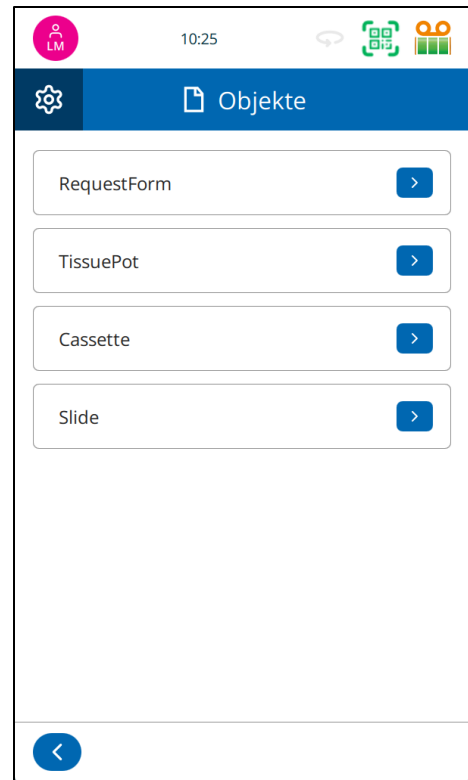 LM
10:25
Objekte
RequestForm
TissuePot
Cassette
Slide